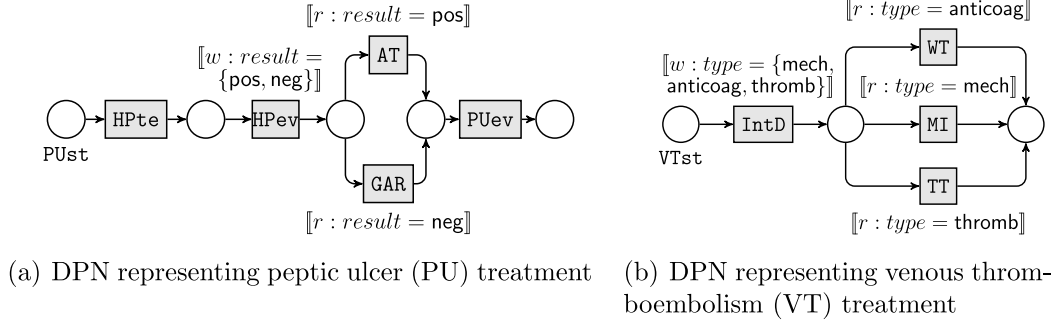 ⟦r : result = pos⟧
AT
⟦w : result =
{pos, neg}⟧
HPte
HPev
PUev
PUst
GAR
⟦r : result = neg⟧
(a) DPN representing peptic ulcer (PU) treatment
⟦r : type = anticoag⟧
WT
⟦w : type = {mech,
anticoag, thromb}⟧
⟦r : type = mech⟧
IntD
MI
VTst
TT
⟦r : type = thromb⟧
(b) DPN representing venous throm-
boembolism (VT) treatment